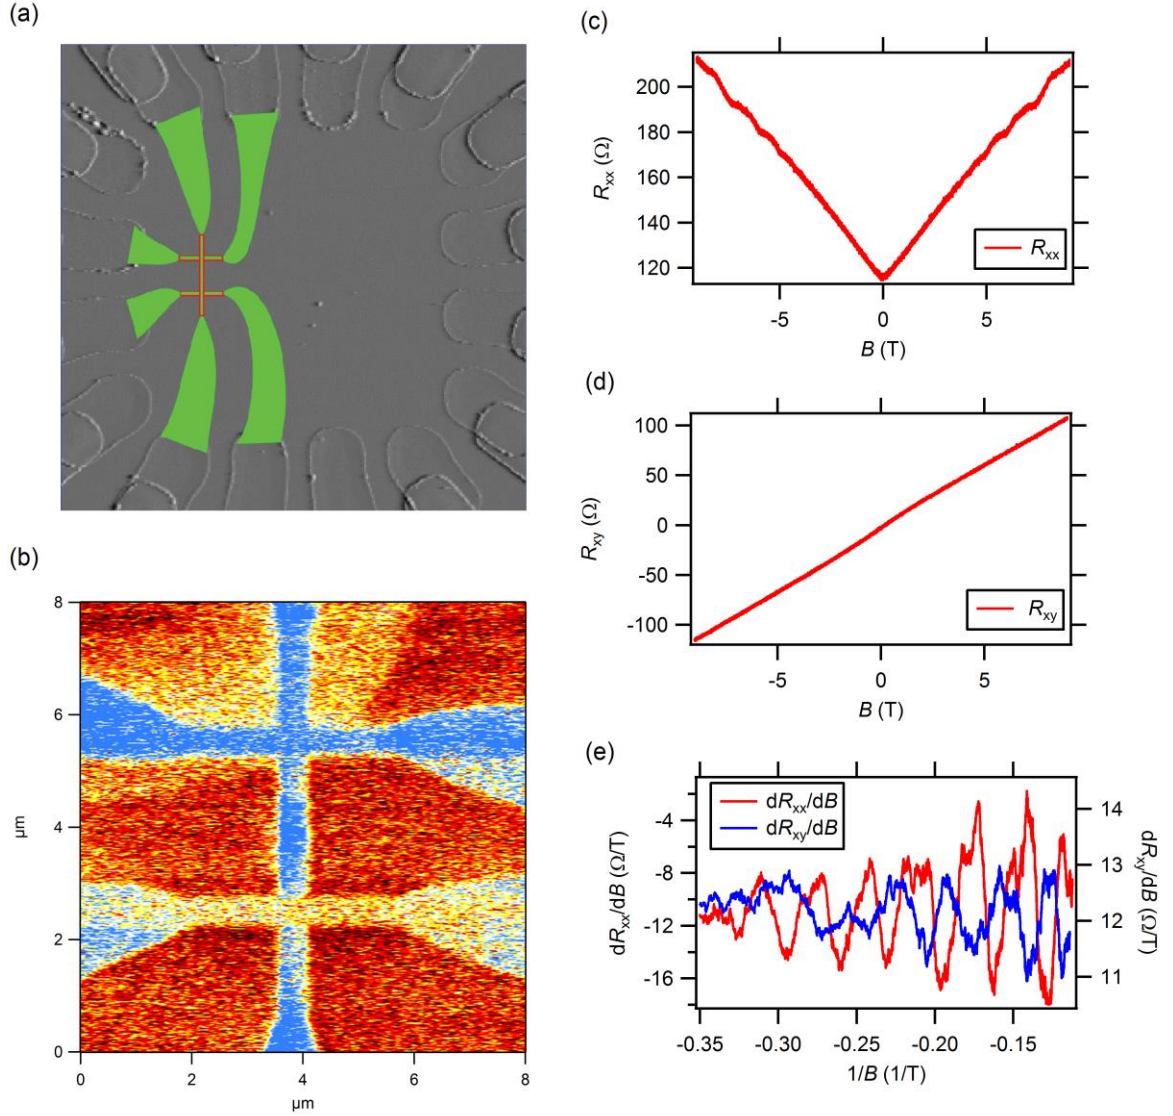 (a)
(b)
8
6
4
2
0
µm
0 2 4 6 8
µm
(c)
200
180
160
140
120
Rxx (Ω)
Rxx
-5 0 5
B (T)
(d)
100
50
0
-50
-100
Rxy (Ω)
Rxy
-5 0 5
B (T)
(e)
dRxx/dB
dRxy/dB
-4
-8
-12
-16
dRxx/dB (Ω/T)
14
13
12
11
dRxy/dB (Ω/T)
-0.35 -0.30 -0.25 -0.20 -0.15
1/B (1/T)